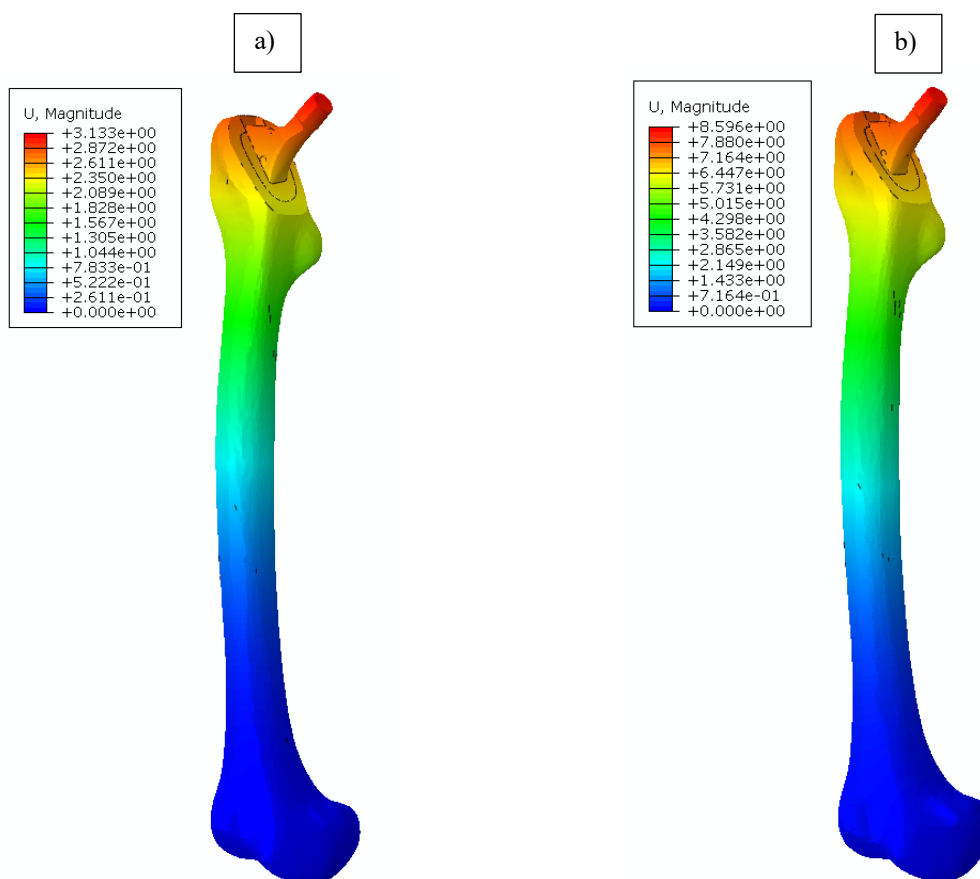 a)
U, Magnitude
+3.133e+00
+2.872e+00
+2.611e+00
+2.350e+00
+2.089e+00
+1.828e+00
+1.567e+00
+1.305e+00
+1.044e+00
+7.833e-01
+5.222e-01
+2.611e-01
+0.000e+00
b)
U, Magnitude
+8.596e+00
+7.880e+00
+7.164e+00
+6.447e+00
+5.731e+00
+5.015e+00
+4.298e+00
+3.582e+00
+2.865e+00
+2.149e+00
+1.433e+00
+7.164e-01
+0.000e+00